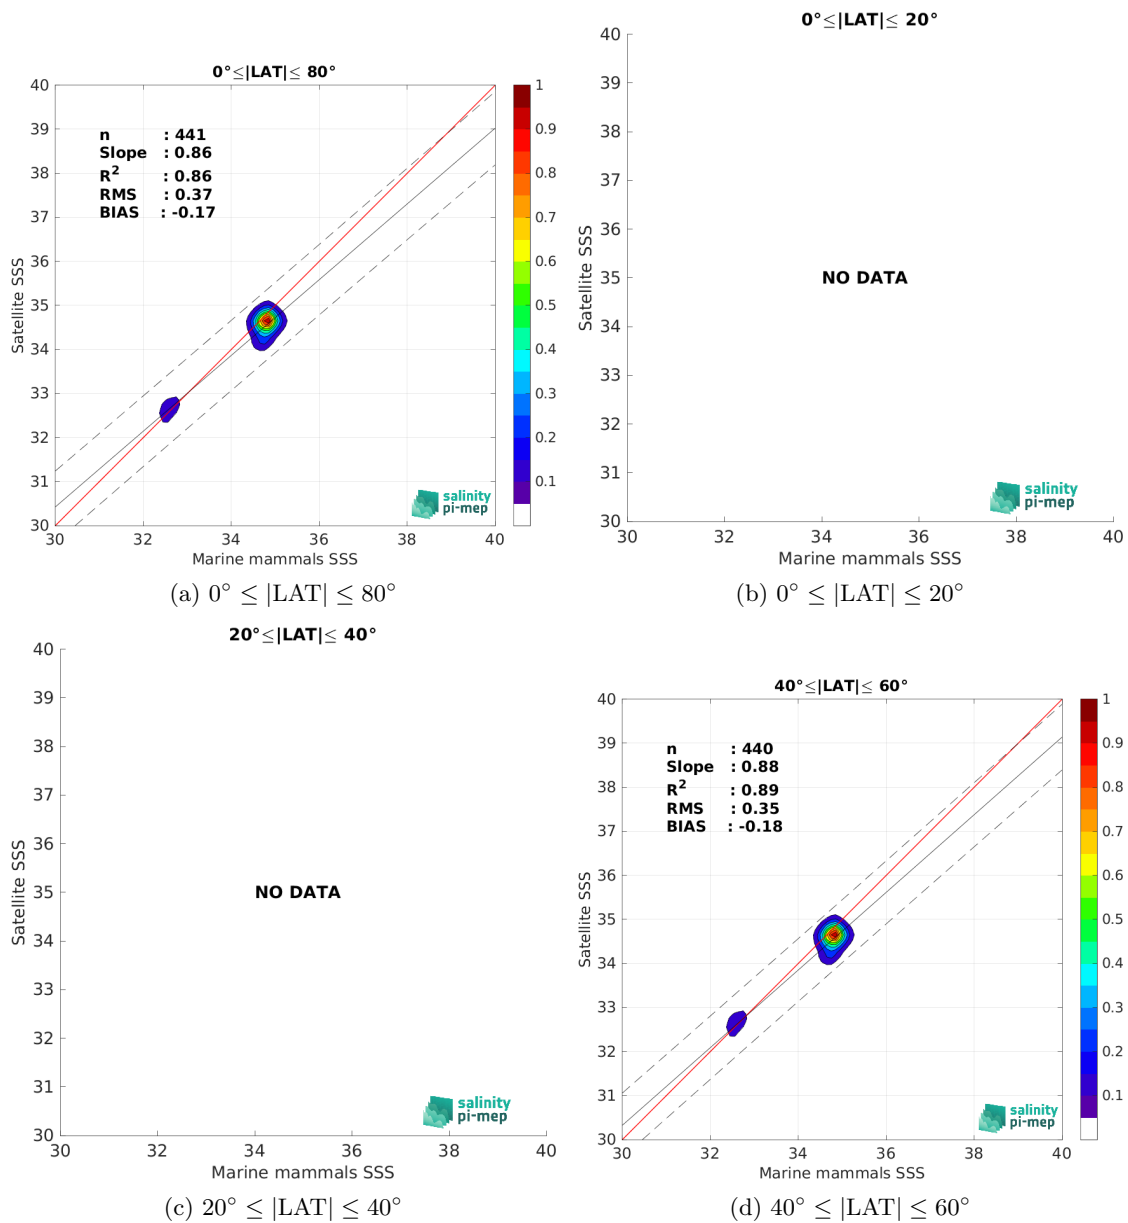 0°≤|LAT|≤ 80°
40
39
38
37
36
35
34
33
32
31
30
Satellite SSS
n : 441
Slope : 0.86
R² : 0.86
RMS : 0.37
BIAS : -0.17
salinity
pi-mep
30 32 34 36 38 40
Marine mammals SSS
1
0.9
0.8
0.7
0.6
0.5
0.4
0.3
0.2
0.1
(a) 0° ≤ |LAT| ≤ 80°
0°≤|LAT|≤ 20°
40
39
38
37
36
35
34
33
32
31
30
Satellite SSS
NO DATA
salinity
pi-mep
30 32 34 36 38 40
Marine mammals SSS
(b) 0° ≤ |LAT| ≤ 20°
20°≤|LAT|≤ 40°
40
39
38
37
36
35
34
33
32
31
30
Satellite SSS
NO DATA
salinity
pi-mep
30 32 34 36 38 40
Marine mammals SSS
(c) 20° ≤ |LAT| ≤ 40°
40°≤|LAT|≤ 60°
40
39
38
37
36
35
34
33
32
31
30
Satellite SSS
n : 440
Slope : 0.88
R² : 0.89
RMS : 0.35
BIAS : -0.18
salinity
pi-mep
30 32 34 36 38 40
Marine mammals SSS
1
0.9
0.8
0.7
0.6
0.5
0.4
0.3
0.2
0.1
(d) 40° ≤ |LAT| ≤ 60°